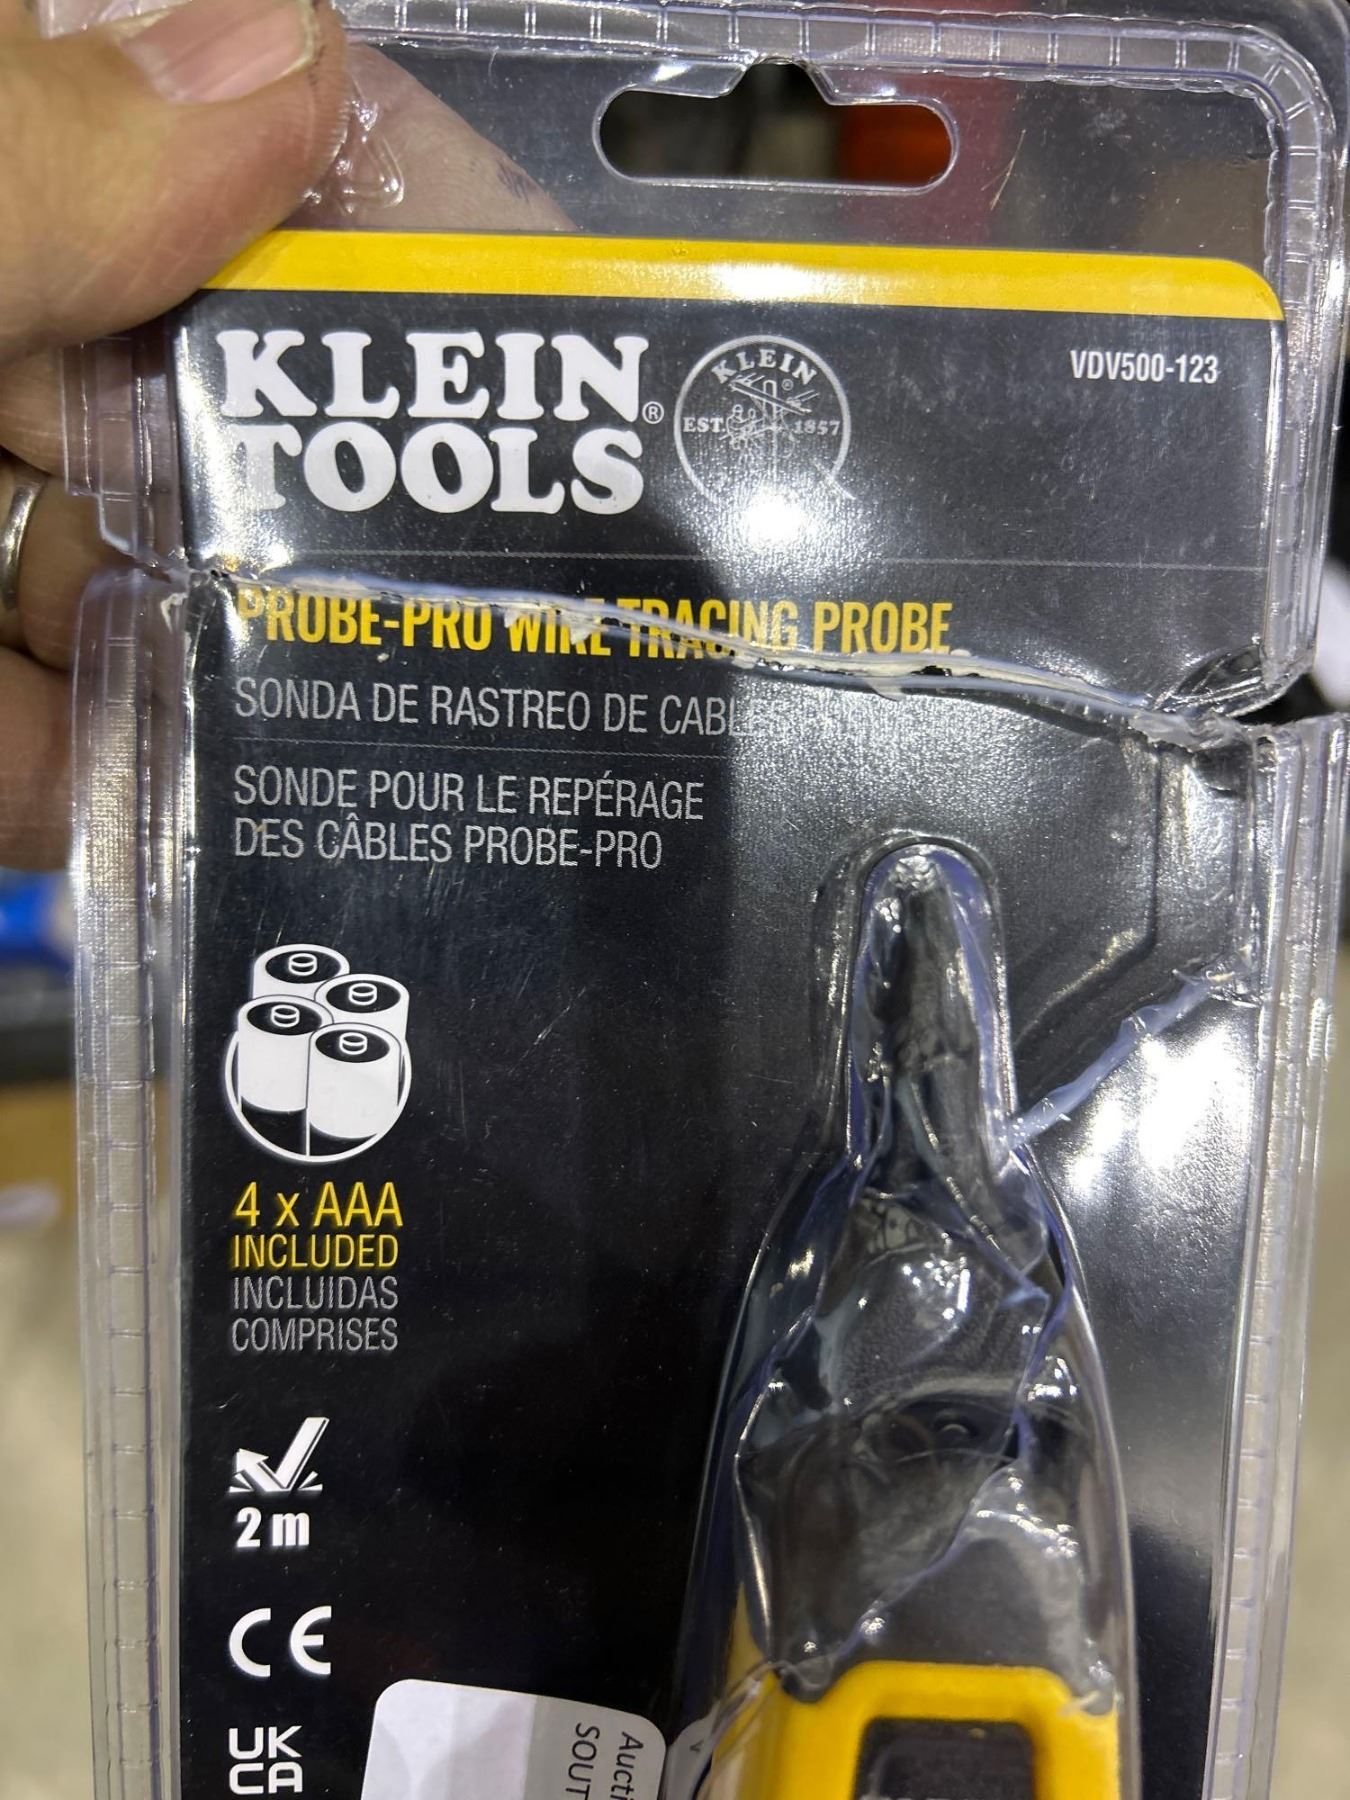 KLEIN
TOOLS®
KLEIN ®
EST. 1857
VDV500-123
PROBE-PRO WIRE TRACING PROBE
SONDA DE RASTREO DE CABLES
SONDE POUR LE REPÉRAGE
DES CÂBLES PROBE-PRO
4 x AAA
INCLUDED
INCLUIDAS
COMPRISES
2 m
CE
UK
CA